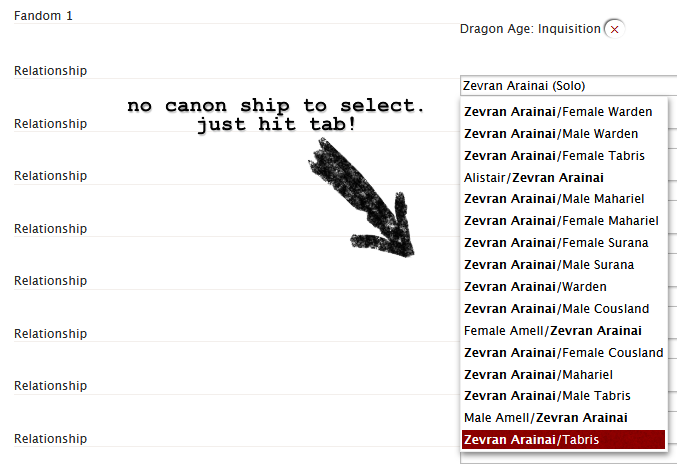 Fandom 1
Dragon Age: Inquisition ×
Relationship
Zevran Arainai (Solo)
no canon ship to select.
just hit tab!
Zevran Arainai/Female Warden
Relationship
Zevran Arainai/Male Warden
Zevran Arainai/Female Tabris
Relationship
Alistair/Zevran Arainai
Zevran Arainai/Male Mahariel
Zevran Arainai/Female Mahariel
Relationship
Zevran Arainai/Female Surana
Zevran Arainai/Male Surana
Relationship
Zevran Arainai/Warden
Zevran Arainai/Male Cousland
Relationship
Female Amell/Zevran Arainai
Zevran Arainai/Female Cousland
Zevran Arainai/Mahariel
Relationship
Zevran Arainai/Male Tabris
Male Amell/Zevran Arainai
Relationship
Zevran Arainai/Tabris